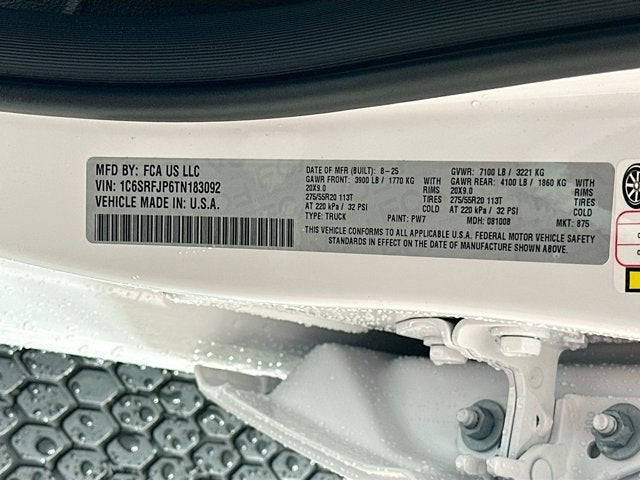 MFD BY: FCA US LLC
VIN: 1C6SRFJP6TN183092
VEHICLE MADE IN: U.S.A.
DATE OF MFR (BUILT): 8-25
GAWR FRONT: 3900 LB / 1770 KG WITH
20X9.0 RIMS
275/55R20 113T TIRES
AT 220 kPa / 32 PSI COLD
TYPE: TRUCK PAINT: PW7
GVWR: 7100 LB / 3221 KG
GAWR REAR: 4100 LB / 1860 KG WITH
20X9.0 RIMS
275/55R20 113T TIRES
AT 220 kPa / 32 PSI COLD
MDH: 081008 MKT: 875
THIS VEHICLE CONFORMS TO ALL APPLICABLE U.S.A. FEDERAL MOTOR VEHICLE SAFETY
STANDARDS IN EFFECT ON THE DATE OF MANUFACTURE SHOWN ABOVE.